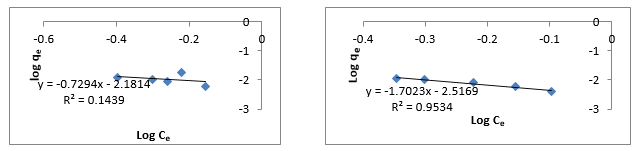 -0.6 -0.4 -0.2 0
0
-1
-2
-3
log qe
y = -0.7294x - 2.1814
R² = 0.1439
Log Ce
-0.4 -0.3 -0.2 -0.1 0
0
-1
-2
-3
Log qe
y = -1.7023x - 2.5169
R² = 0.9534
Log Ce